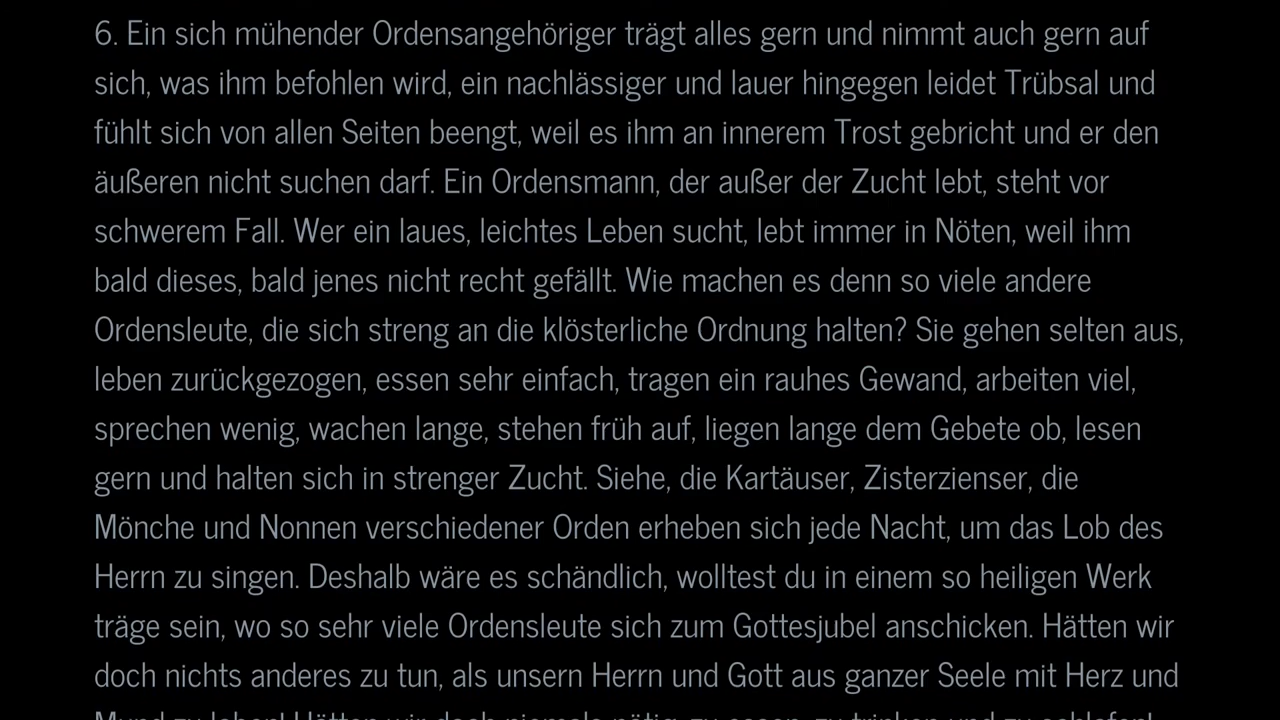 6. Ein sich mühender Ordensangehöriger trägt alles gern und nimmt auch gern auf
sich, was ihm befohlen wird, ein nachlässiger und lauer hingegen leidet Trübsal und
fühlt sich von allen Seiten beengt, weil es ihm an innerem Trost gebricht und er den
äußeren nicht suchen darf. Ein Ordensmann, der außer der Zucht lebt, steht vor
schwerem Fall. Wer ein laues, leichtes Leben sucht, lebt immer in Nöten, weil ihm
bald dieses, bald jenes nicht recht gefällt. Wie machen es denn so viele andere
Ordensleute, die sich streng an die klösterliche Ordnung halten? Sie gehen selten aus,
leben zurückgezogen, essen sehr einfach, tragen ein rauhes Gewand, arbeiten viel,
sprechen wenig, wachen lange, stehen früh auf, liegen lange dem Gebete ob, lesen
gern und halten sich in strenger Zucht. Siehe, die Kartäuser, Zisterzienser, die
Mönche und Nonnen verschiedener Orden erheben sich jede Nacht, um das Lob des
Herrn zu singen. Deshalb wäre es schändlich, wolltest du in einem so heiligen Werk
träge sein, wo so sehr viele Ordensleute sich zum Gottesjubel anschicken. Hätten wir
doch nichts anderes zu tun, als unsern Herrn und Gott aus ganzer Seele mit Herz und